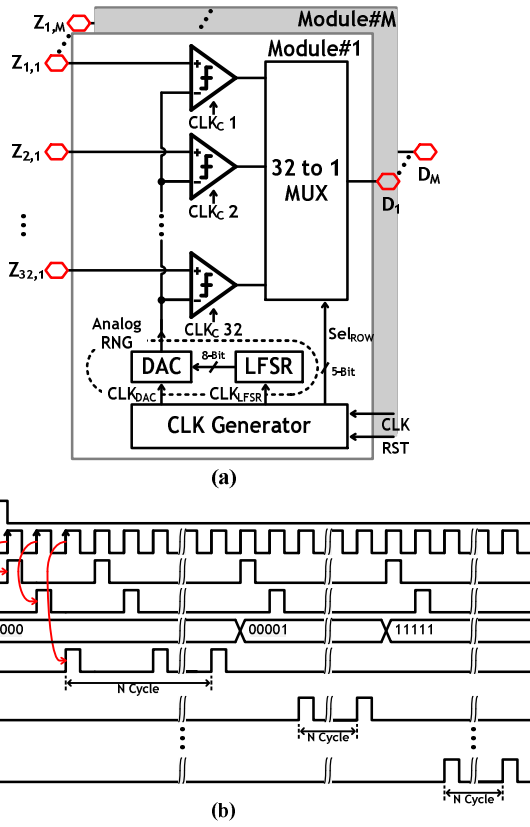 Z1,M
Module#M
Z1,1
Module#1
+
−
CLKC 1
Z2,1
+
−
CLKC 2
32 to 1
MUX
DM
D1
Z32,1
+
−
CLKC 32
Analog
RNG
SelROW
DAC
8-Bit
LFSR
5-Bit
CLKDAC
CLKLFSR
CLK Generator
CLK
RST
(a)
000
00001
11111
N Cycle
N Cycle
N Cycle
(b)